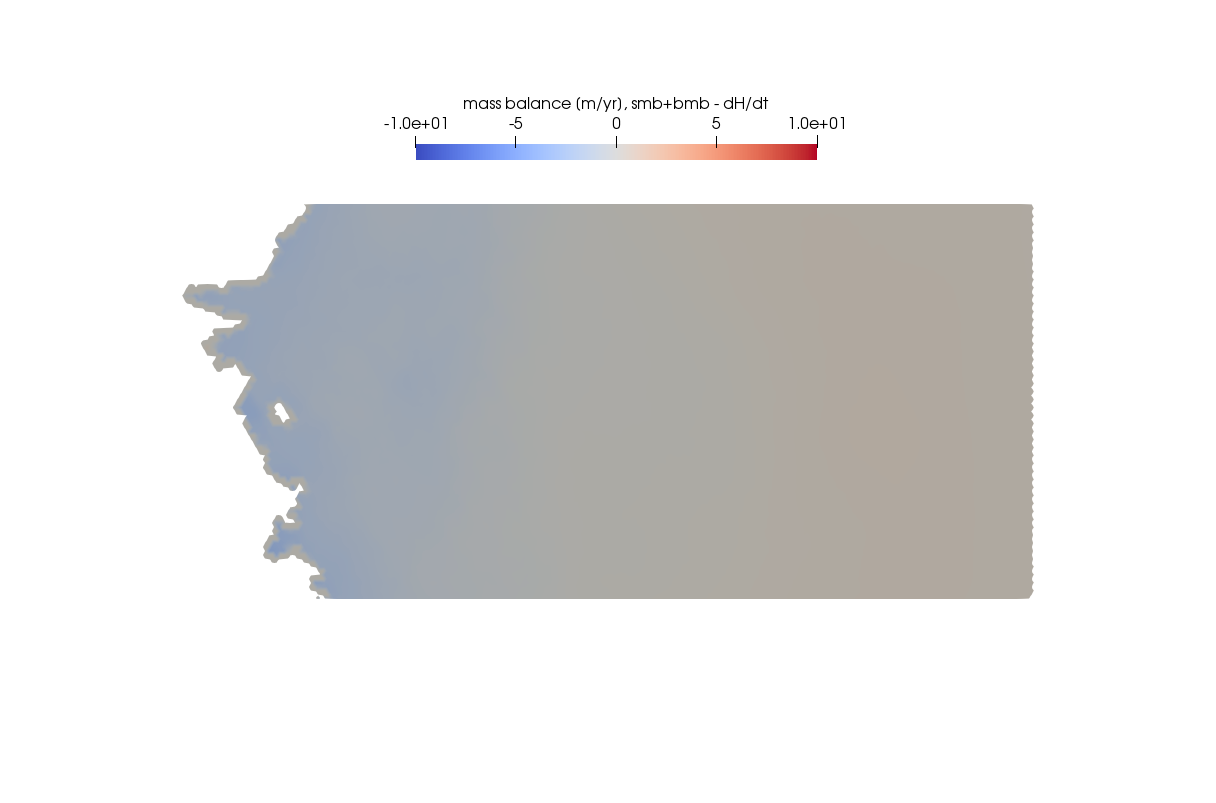 mass balance (m/yr), smb+bmb - dH/dt
-1.0e+01 -5 0 5 1.0e+01